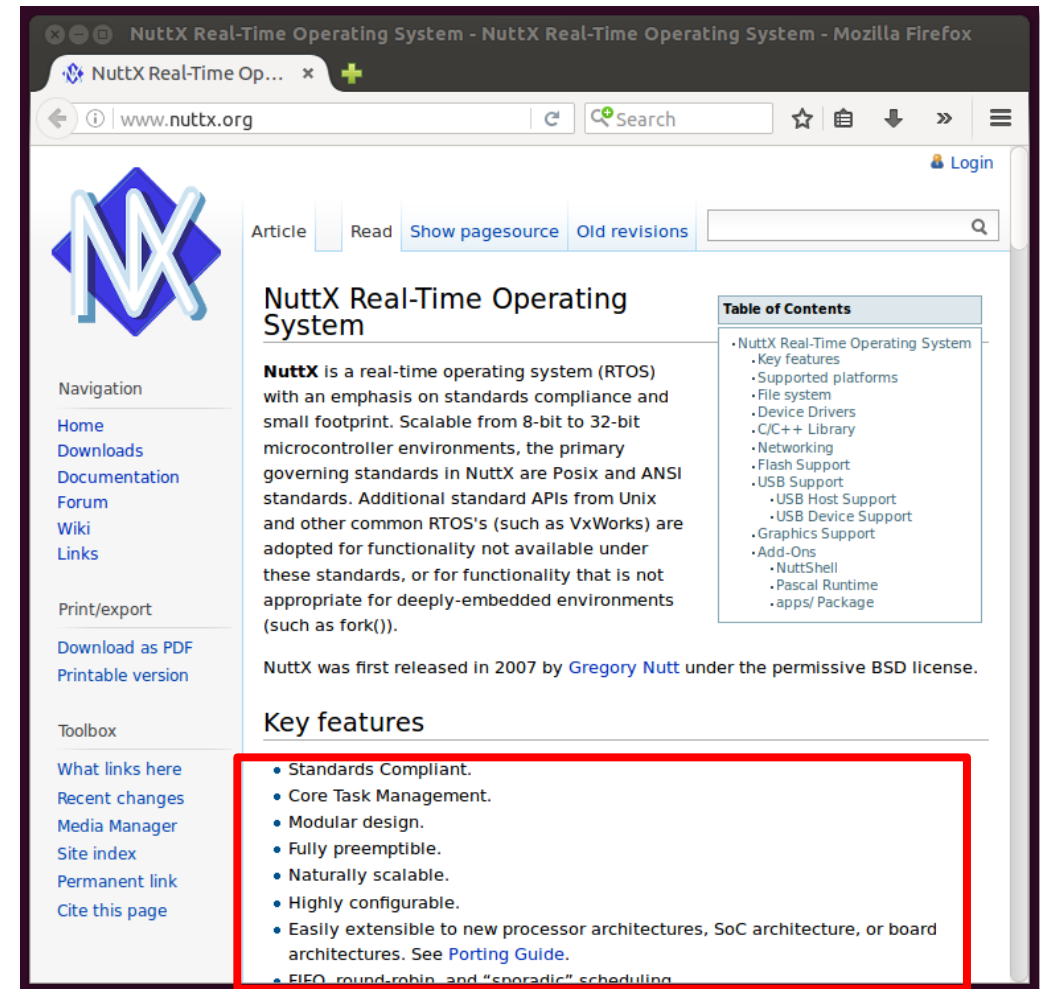 NuttX Real-Time Operating System - NuttX Real-Time Operating System - Mozilla Firefox
NuttX Real-Time Op... ×
www.nuttx.org
Search
Login
NX
Article Read Show pagesource Old revisions
NuttX Real-Time Operating
System
NuttX is a real-time operating system (RTOS)
with an emphasis on standards compliance and
small footprint. Scalable from 8-bit to 32-bit
microcontroller environments, the primary
governing standards in NuttX are Posix and ANSI
standards. Additional standard APIs from Unix
and other common RTOS's (such as VxWorks) are
adopted for functionality not available under
these standards, or for functionality that is not
appropriate for deeply-embedded environments
(such as fork()).
Table of Contents
NuttX Real-Time Operating System
Key features
Supported platforms
File system
Device Drivers
C/C++ Library
Networking
Flash Support
USB Support
USB Host Support
USB Device Support
Graphics Support
Add-Ons
NuttShell
Pascal Runtime
apps/ Package
NuttX was first released in 2007 by Gregory Nutt under the permissive BSD license.
Key features
Standards Compliant.
Core Task Management.
Modular design.
Fully preemptible.
Naturally scalable.
Highly configurable.
Easily extensible to new processor architectures, SoC architecture, or board
architectures. See Porting Guide.
FIFO, round-robin, and “sporadic” scheduling.
Navigation
Home
Downloads
Documentation
Forum
Wiki
Links
Print/export
Download as PDF
Printable version
Toolbox
What links here
Recent changes
Media Manager
Site index
Permanent link
Cite this page